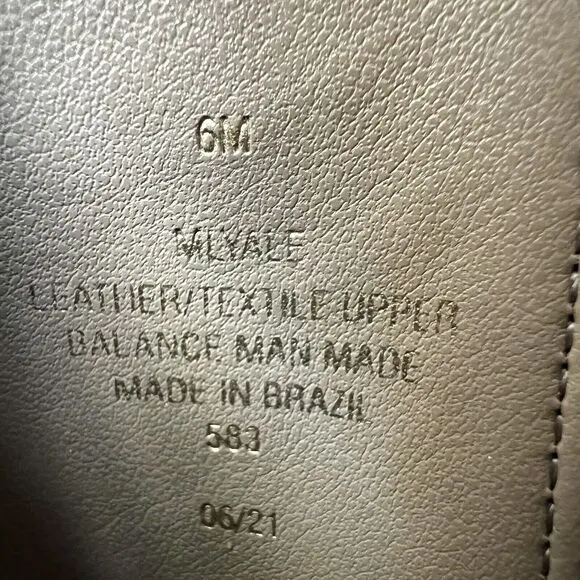 6M
MLYALE
LEATHER/TEXTILE UPPER
BALANCE MAN MADE
MADE IN BRAZIL
583
06/21